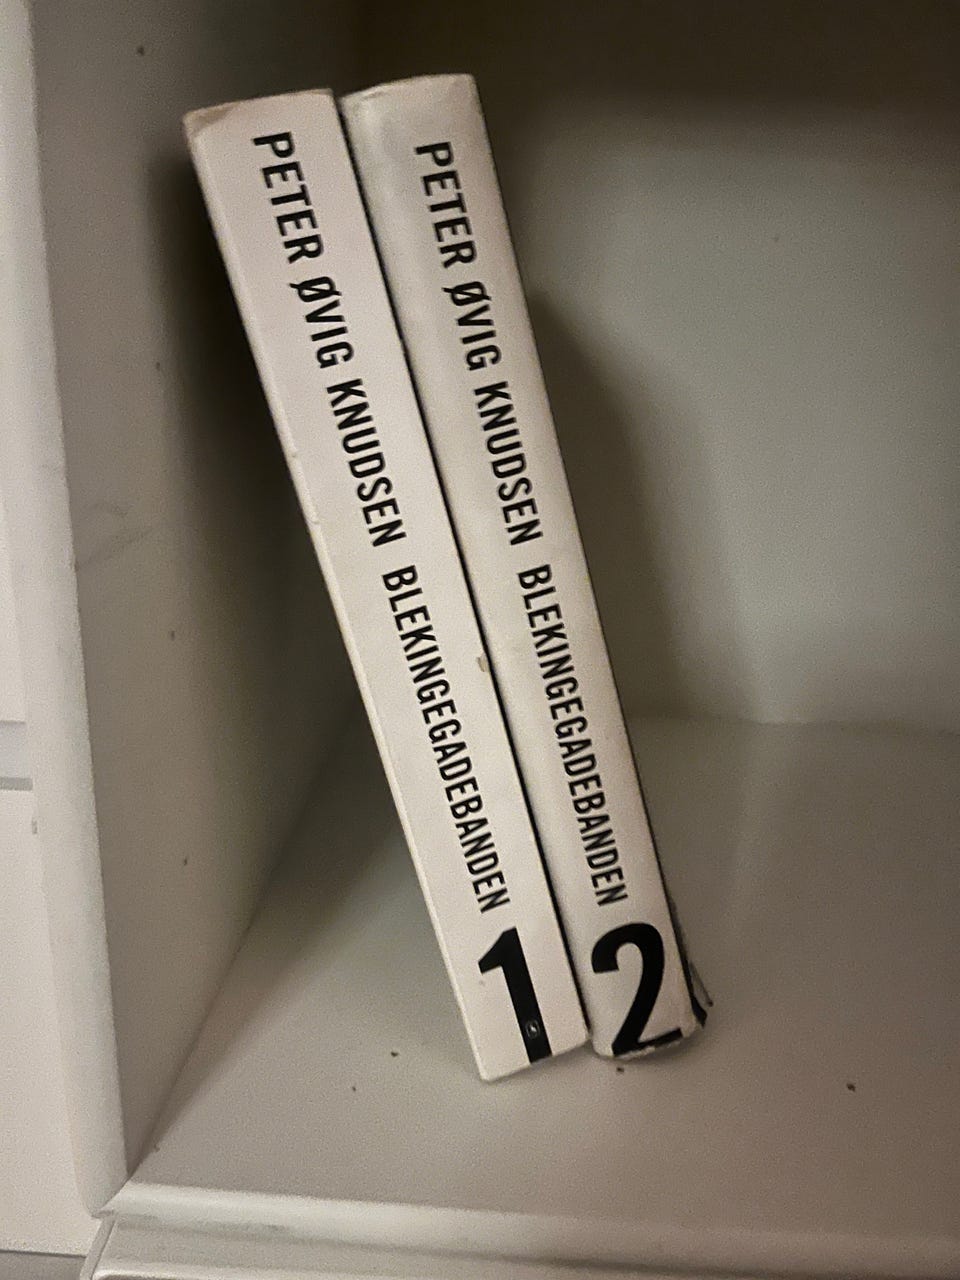 PETER ØVIG KNUDSEN BLEKINGEGADEBANDEN 1
PETER ØVIG KNUDSEN BLEKINGEGADEBANDEN 2